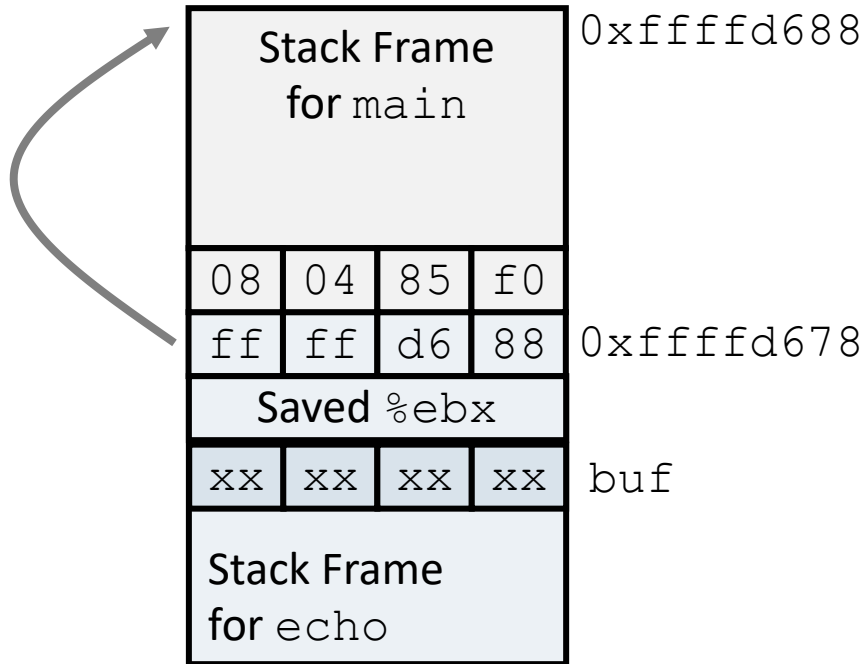 Stack Frame
0xffffd688
for main
08 04 85 f0
ff ff d6 88 0xffffd678
Saved %ebx
xx xx xx xx buf
Stack Frame
for echo